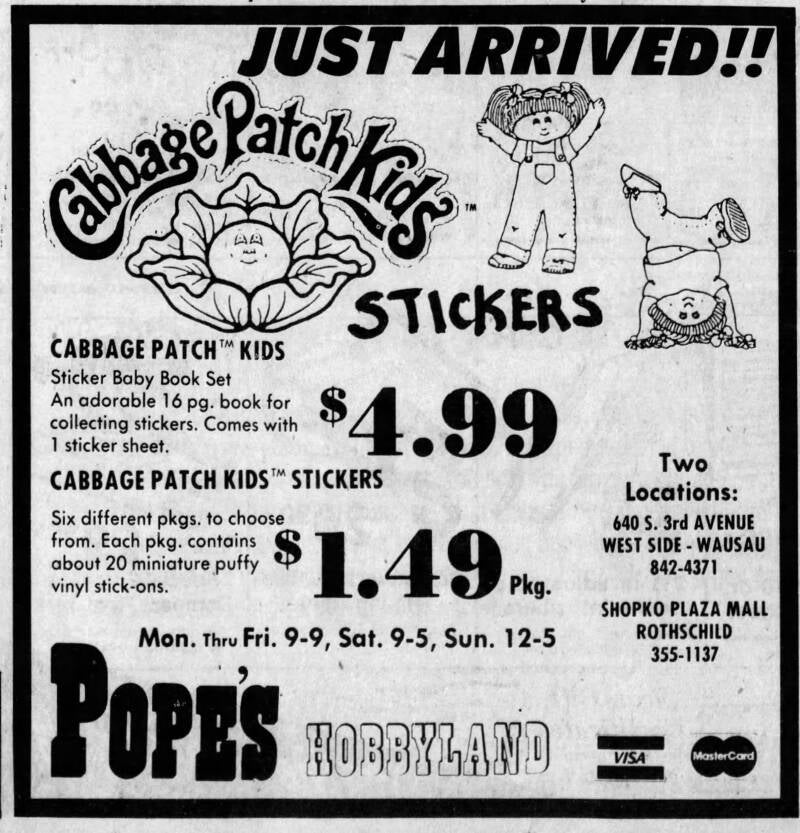 JUST ARRIVED!!
Cabbage Patch Kids™
STICKERS
CABBAGE PATCH™ KIDS
Sticker Baby Book Set
An adorable 16 pg. book for
collecting stickers. Comes with
1 sticker sheet.
$4.99
CABBAGE PATCH KIDS™ STICKERS
Six different pkgs. to choose
from. Each pkg. contains
about 20 miniature puffy
vinyl stick-ons.
$1.49 Pkg.
Two
Locations:
640 S. 3rd AVENUE
WEST SIDE - WAUSAU
842-4371
SHOPKO PLAZA MALL
ROTHSCHILD
355-1137
Mon. Thru Fri. 9-9, Sat. 9-5, Sun. 12-5
POPE'S HOBBYLAND
VISA
MasterCard